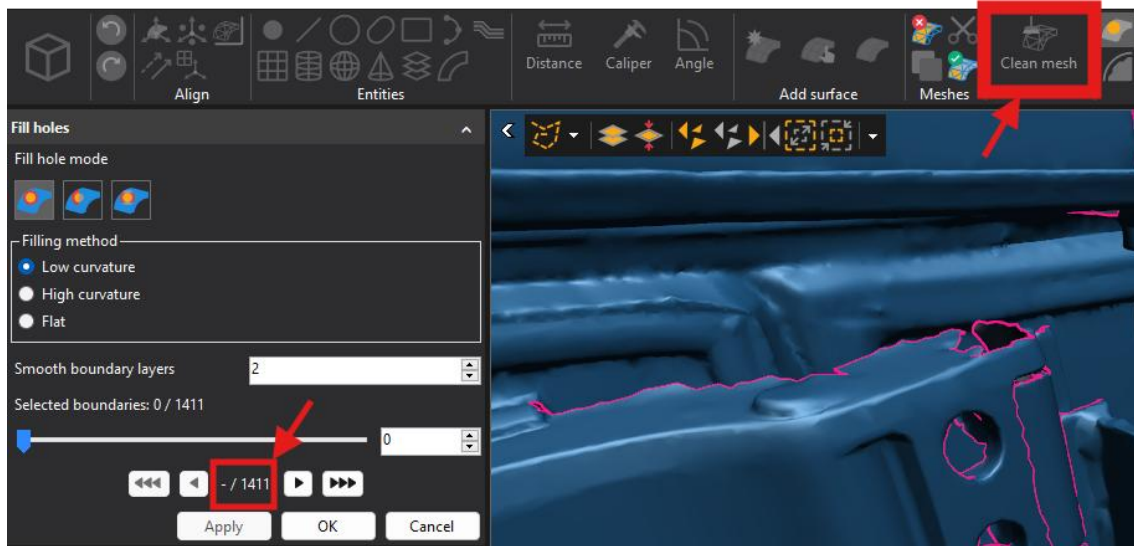 Distance
Caliper
Angle
Clean mesh
Align
Entities
Add surface
Meshes
Fill holes
Fill hole mode
Filling method
Low curvature
High curvature
Flat
Smooth boundary layers 2
Selected boundaries: 0 / 1411
0
- / 1411
Apply OK Cancel